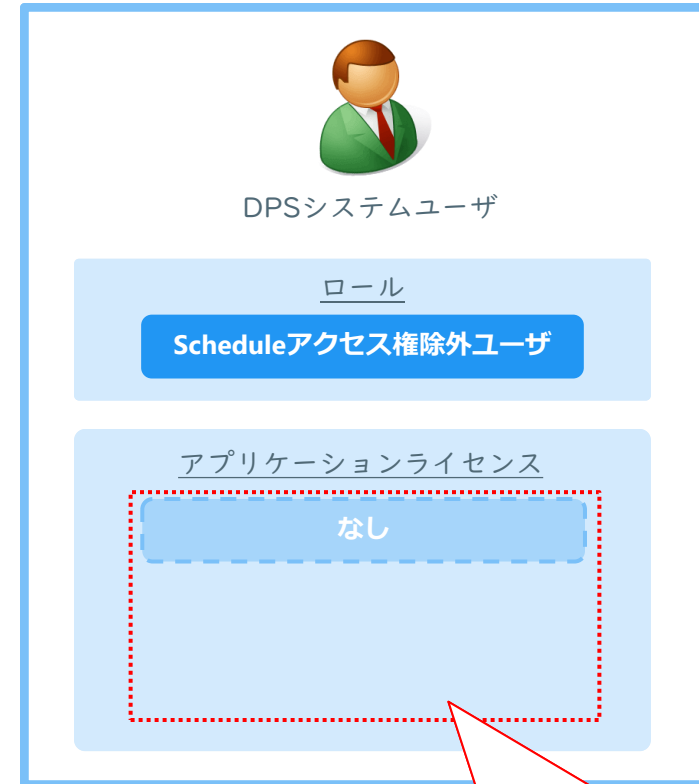 DPSシステムユーザ
ロール
Scheduleアクセス権除外ユーザ
アプリケーションライセンス
なし